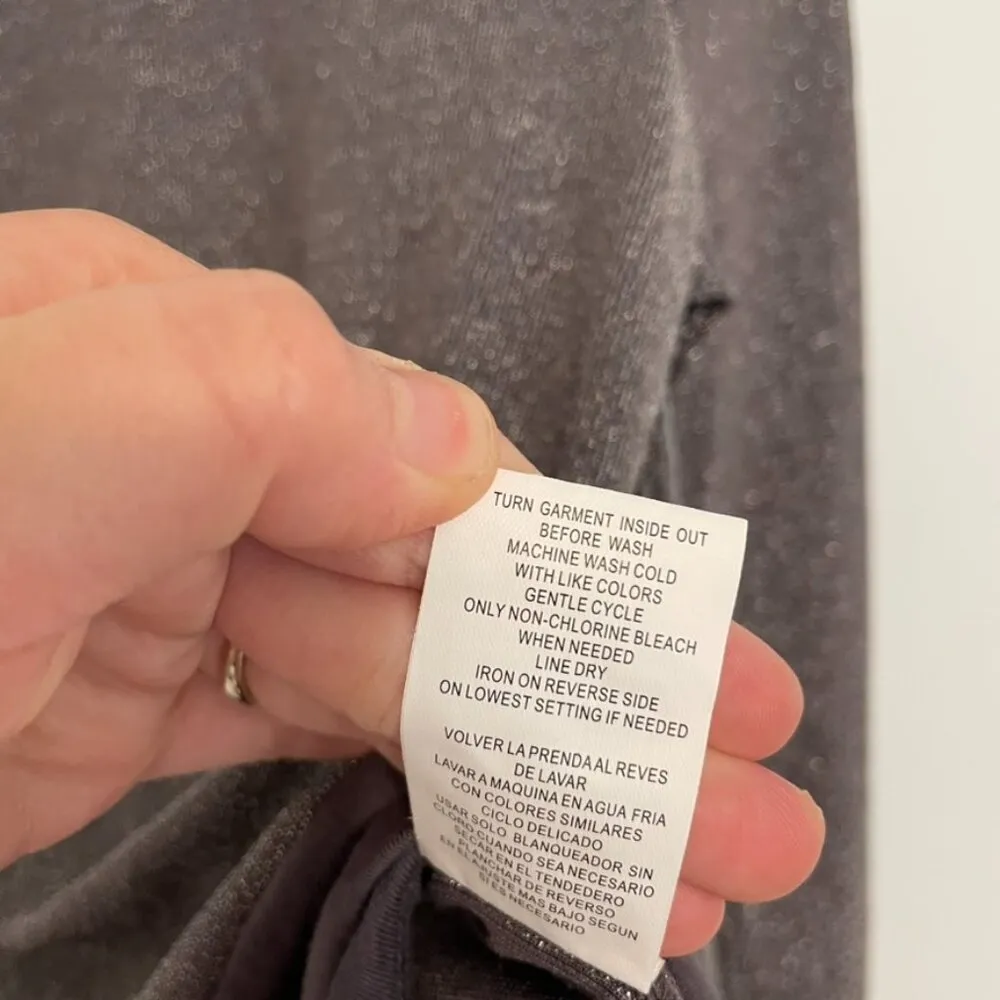 TURN GARMENT INSIDE OUT
BEFORE WASH
MACHINE WASH COLD
WITH LIKE COLORS
GENTLE CYCLE
ONLY NON-CHLORINE BLEACH
WHEN NEEDED
LINE DRY
IRON ON REVERSE SIDE
ON LOWEST SETTING IF NEEDED
VOLVER LA PRENDA AL REVES
DE LAVAR
LAVAR A MAQUINA EN AGUA FRIA
CON COLORES SIMILARES
CICLO DELICADO
USAR SOLO BLANQUEADOR SIN
CLORO CUANDO SEA NECESARIO
SECAR EN EL TENDEDERO
PLANCHAR DE REVERSO
EN EL AJUSTE MAS BAJO SEGUN
SI ES NECESARIO